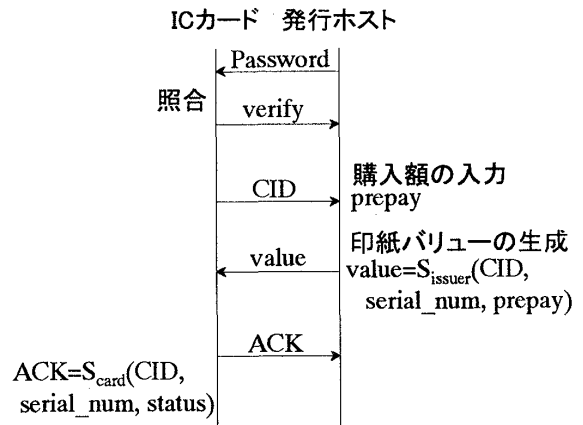 ICカード 発行ホスト
Password
照合
verify
CID
購入額の入力
prepay
印紙バリューの生成
value
value=S_issuer(CID,
serial_num, prepay)
ACK
ACK=S_card(CID,
serial_num, status)